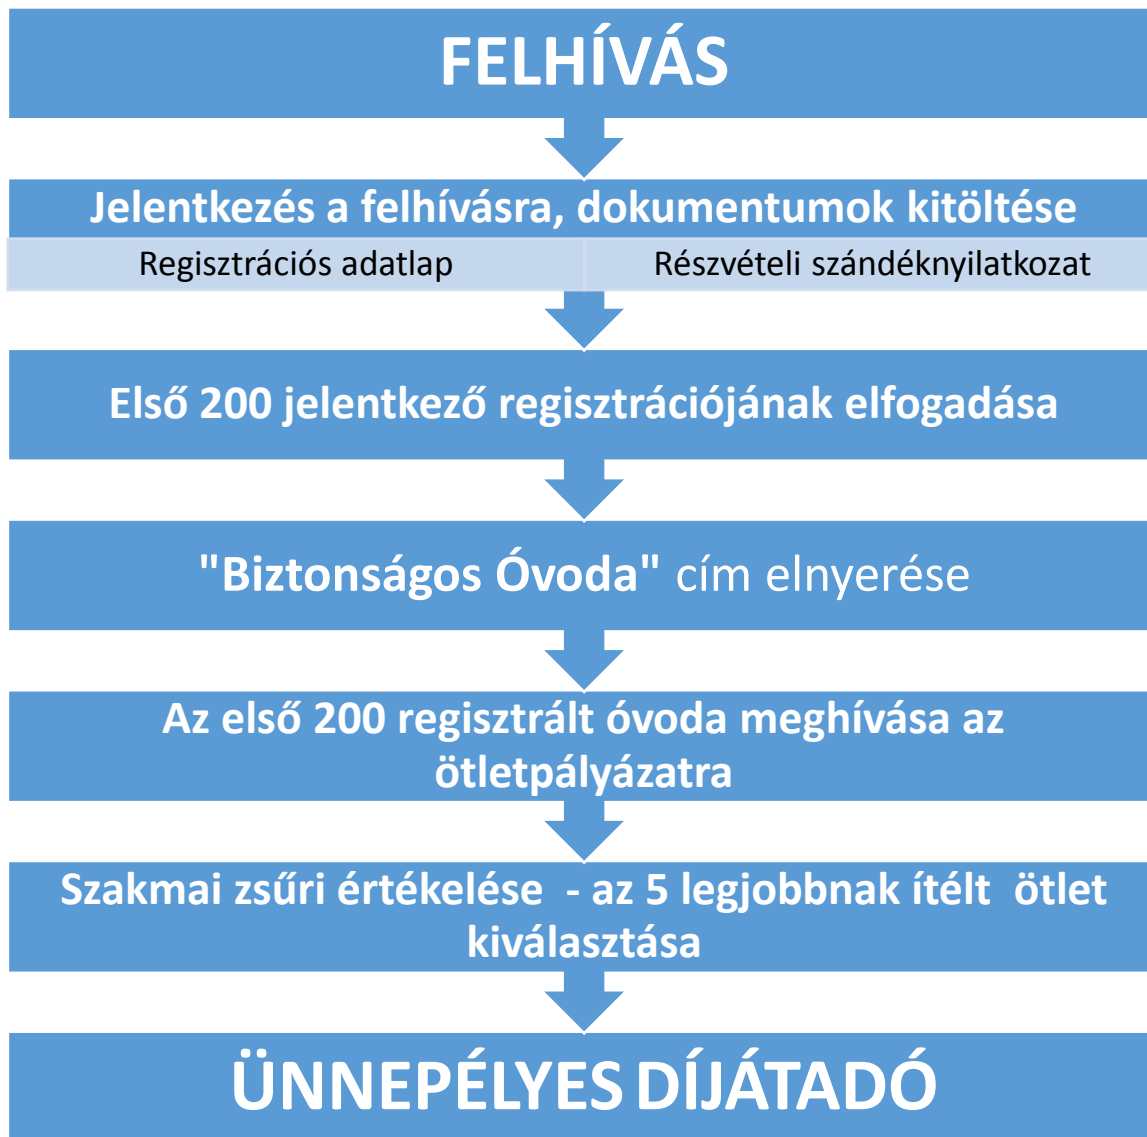 FELHÍVÁS
Jelentkezés a felhívásra, dokumentumok kitöltése
Regisztrációs adatlap
Részvételi szándéknyilatkozat
Első 200 jelentkező regisztrációjának elfogadása
"Biztonságos Óvoda" cím elnyerése
Az első 200 regisztrált óvoda meghívása az
ötletpályázatra
Szakmai zsűri értékelése - az 5 legjobbnak ítélt ötlet
kiválasztása
ÜNNEPÉLYES DÍJÁTADÓ